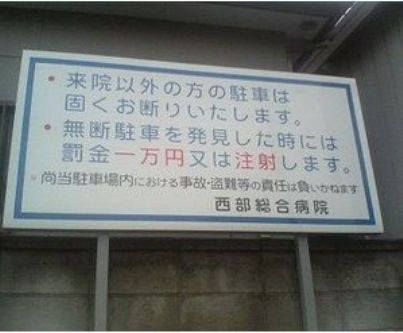 ・来院以外の方の駐車は
固くお断りいたします。
・無断駐車を発見した時には
罰金一万円又は注射します。
※尚当駐車場内における事故・盗難等の責任は負いかねます
西部総合病院